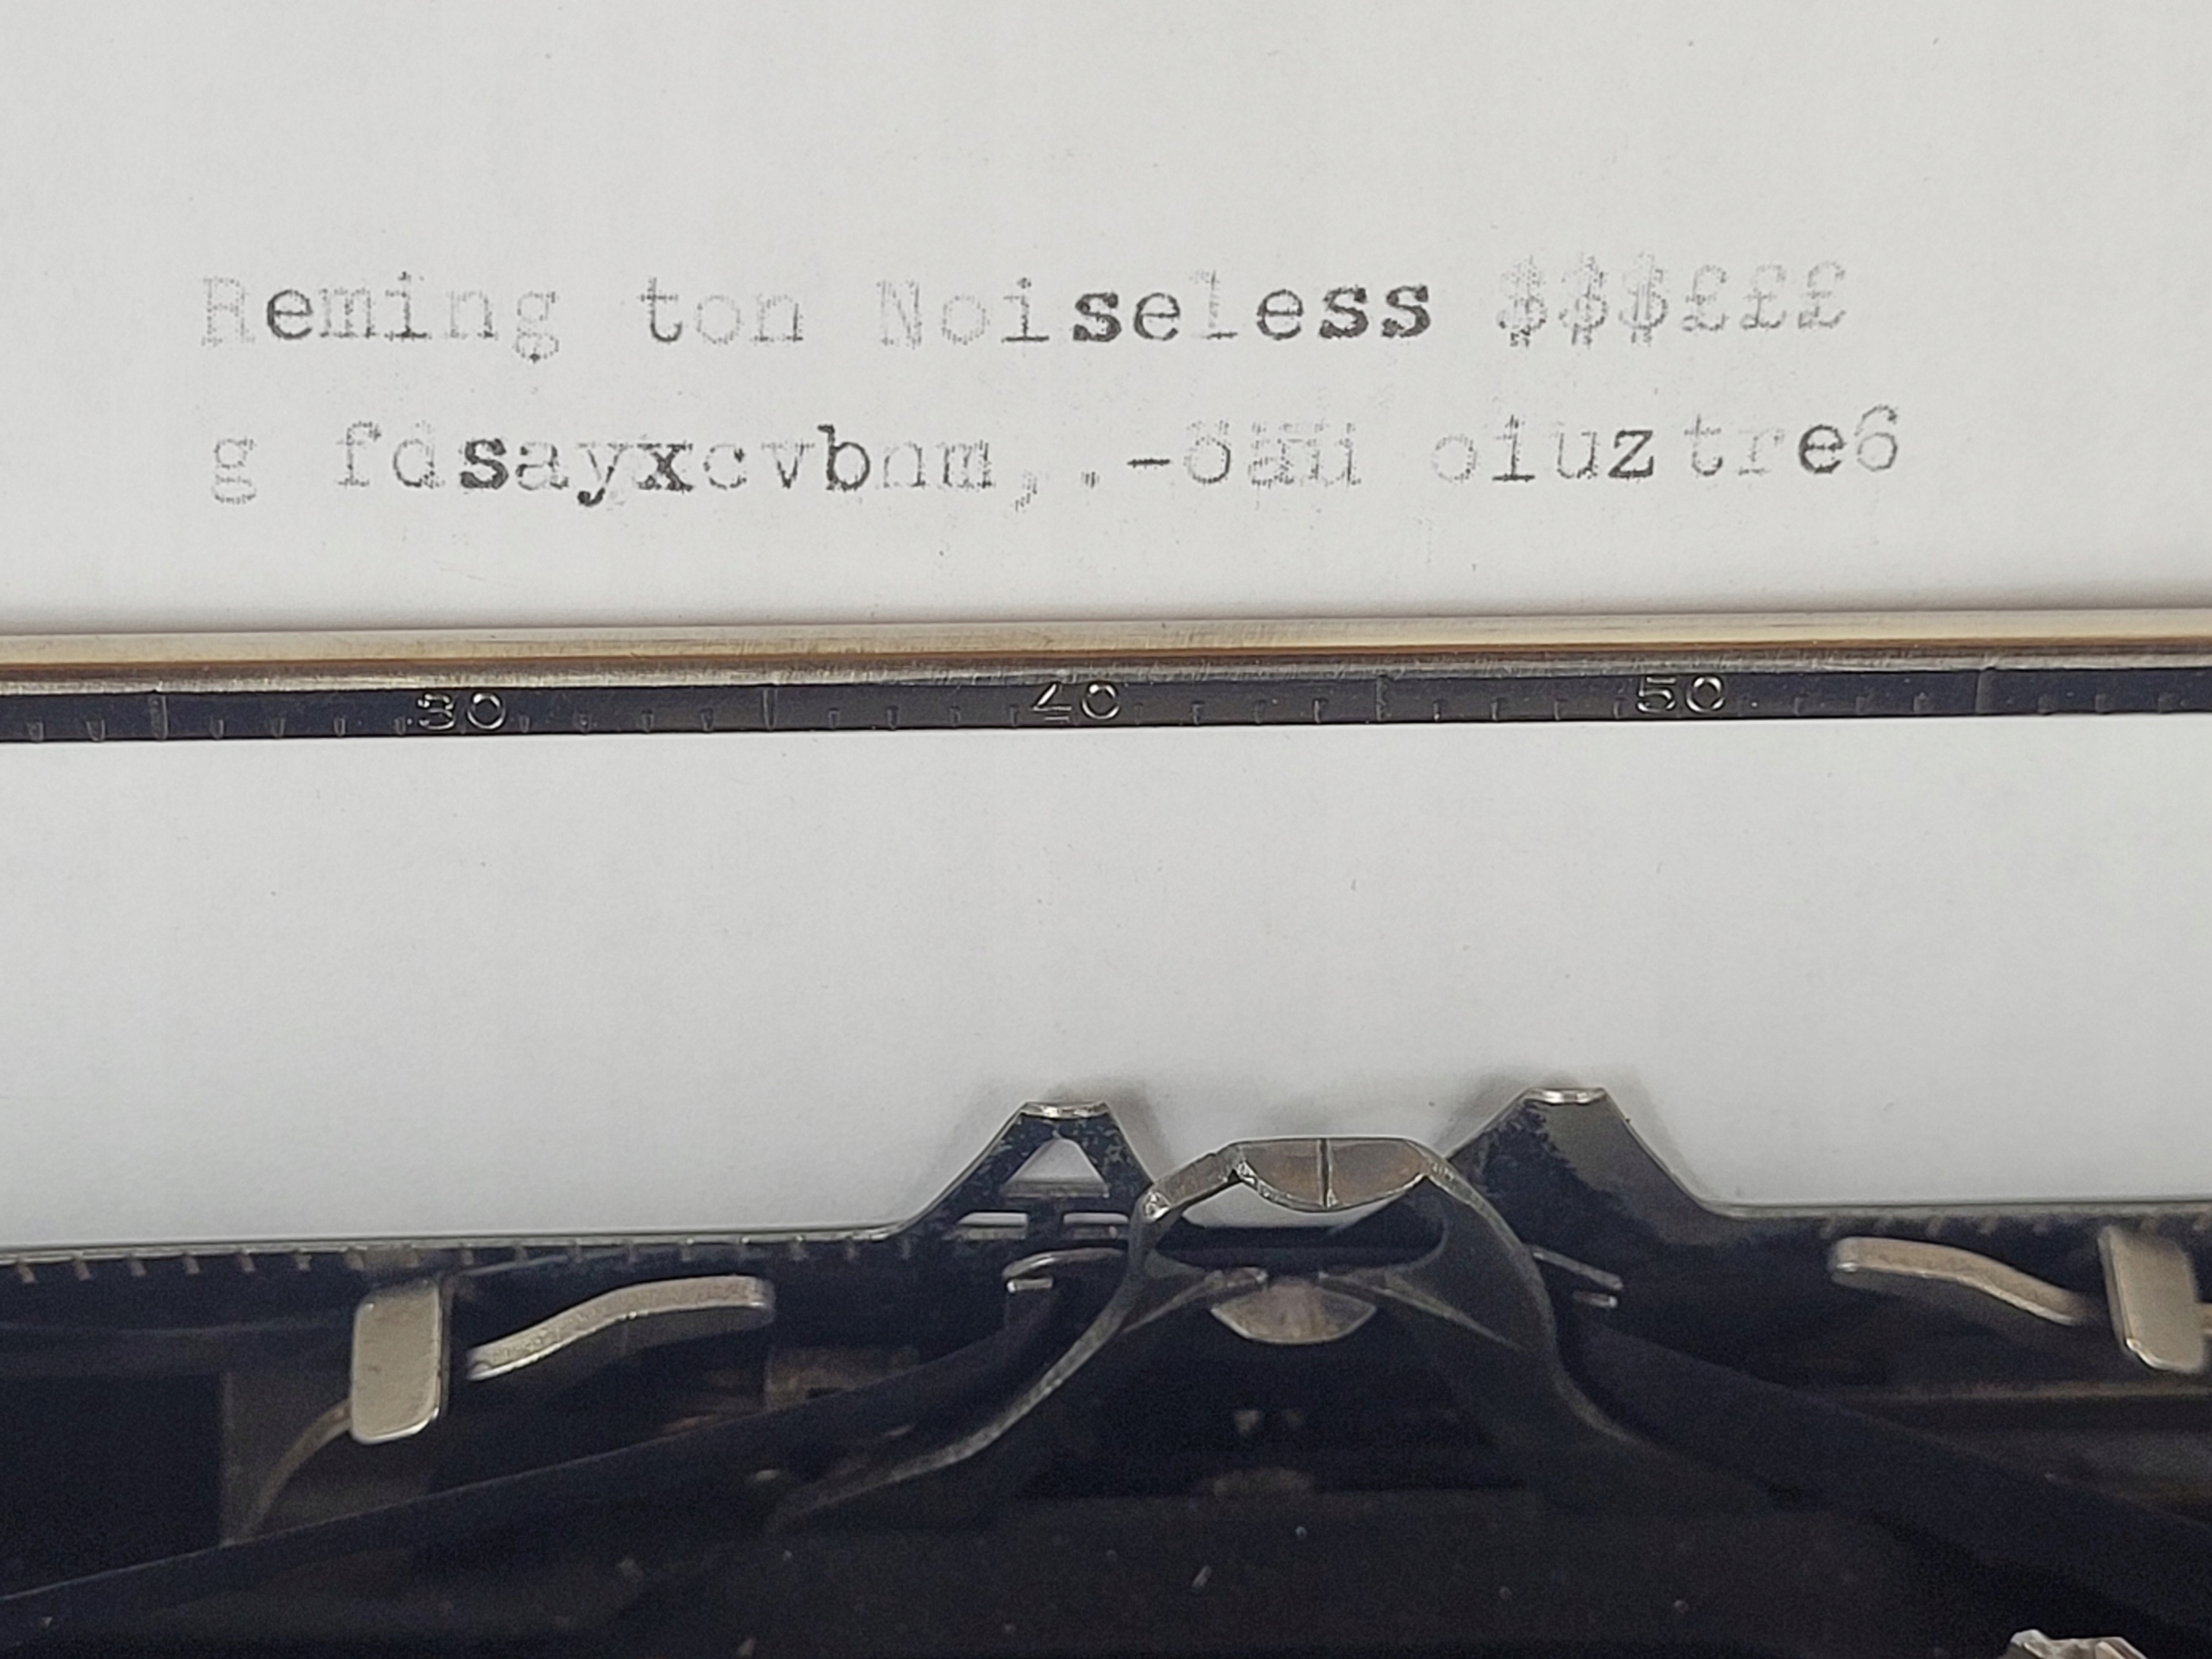 Reming ton Noiseless $$$£££
g fdsayxcvbnm,.-öäü oiuztre6
30 40 50